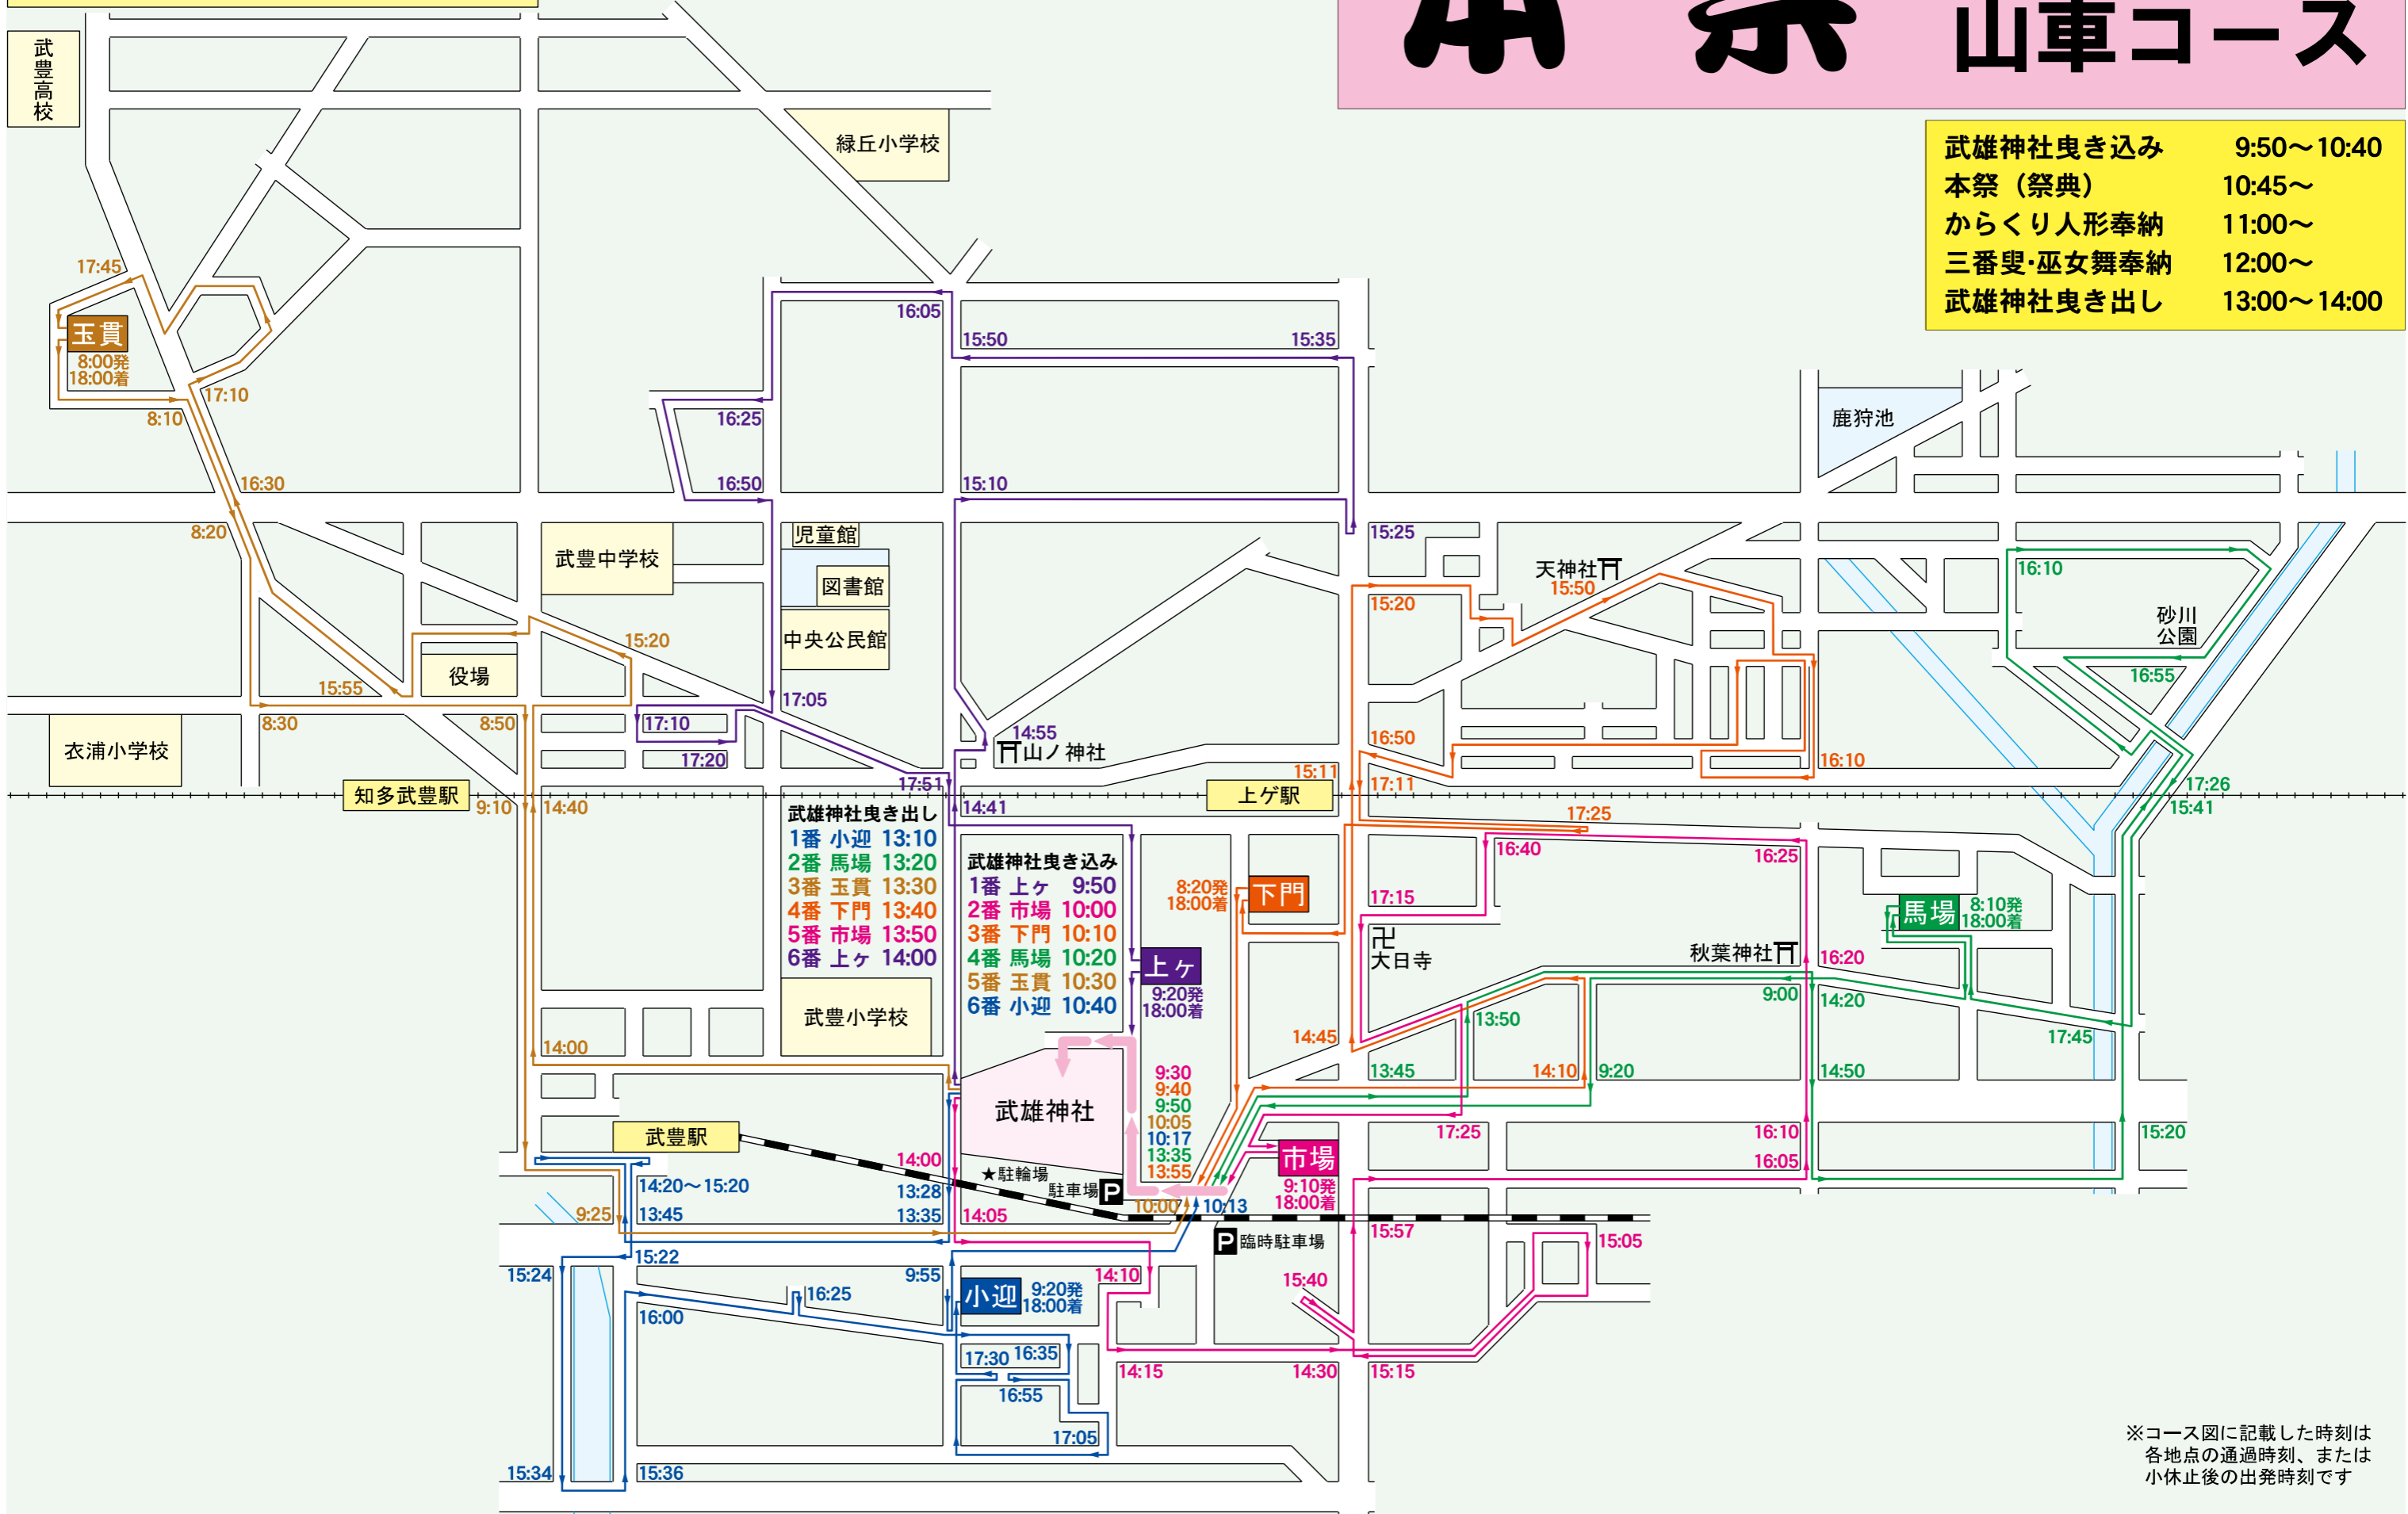 本祭 山車コース
武雄神社曳き込み 9:50〜10:40
本祭（祭典） 10:45〜
からくり人形奉納 11:00〜
三番叟・巫女舞奉納 12:00〜
武雄神社曳き出し 13:00〜14:00
武豊高校
緑丘小学校
17:45
玉貫
8:00発
18:00着
17:10
8:10
16:05
15:50
15:35
16:25
鹿狩池
16:30
16:50
15:10
8:20
15:25
武豊中学校
児童館
図書館
中央公民館
天神社
15:50
16:10
15:20
砂川
公園
15:20
役場
15:55
16:55
17:05
8:30
8:50
17:10
14:55
山ノ神社
16:50
衣浦小学校
17:20
16:10
知多武豊駅
9:10
14:40
17:51
14:41
上ゲ駅
15:11
17:11
17:26
15:41
17:25
武雄神社曳き出し
1番 小迎 13:10
2番 馬場 13:20
3番 玉貫 13:30
4番 下門 13:40
5番 市場 13:50
6番 上ヶ 14:00
武雄神社曳き込み
1番 上ヶ 9:50
2番 市場 10:00
3番 下門 10:10
4番 馬場 10:20
5番 玉貫 10:30
6番 小迎 10:40
16:40
16:25
下門
8:20発
18:00着
17:15
馬場
8:10発
18:00着
卍
大日寺
秋葉神社
16:20
上ヶ
9:20発
18:00着
9:00
14:20
武豊小学校
13:50
17:45
14:00
14:45
9:30
9:40
9:50
10:05
10:17
13:35
13:55
13:45
14:10
9:20
14:50
武雄神社
武豊駅
17:25
16:10
15:20
市場
9:10発
18:00着
14:00
★駐輪場
駐車場 P
16:05
14:20〜15:20
13:28
10:00
10:13
9:25
13:45
13:35
14:05
15:57
P 臨時駐車場
15:05
15:22
15:24
9:55
小迎
9:20発
18:00着
14:10
15:40
16:25
16:00
17:30
16:35
14:15
14:30
15:15
16:55
17:05
15:34
15:36
※コース図に記載した時刻は
各地点の通過時刻、または
小休止後の出発時刻です